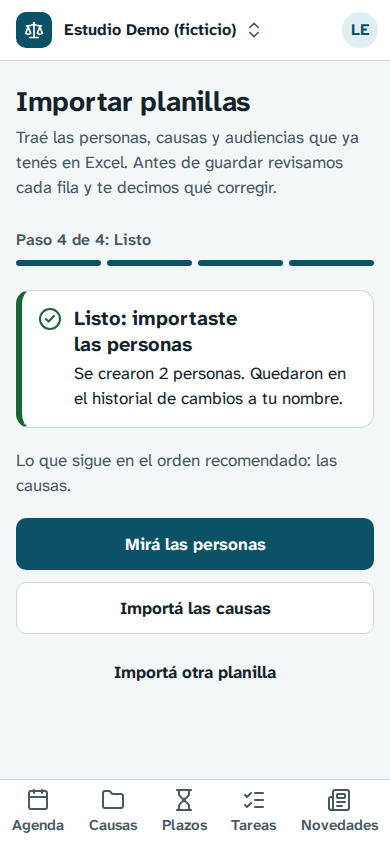 Estudio Demo (ficticio)
LE
Importar planillas
Traé las personas, causas y audiencias que ya
tenés en Excel. Antes de guardar revisamos
cada fila y te decimos qué corregir.
Paso 4 de 4: Listo
Listo: importaste
las personas
Se crearon 2 personas. Quedaron en
el historial de cambios a tu nombre.
Lo que sigue en el orden recomendado: las
causas.
Mirá las personas
Importá las causas
Importá otra planilla
Agenda
Causas
Plazos
Tareas
Novedades